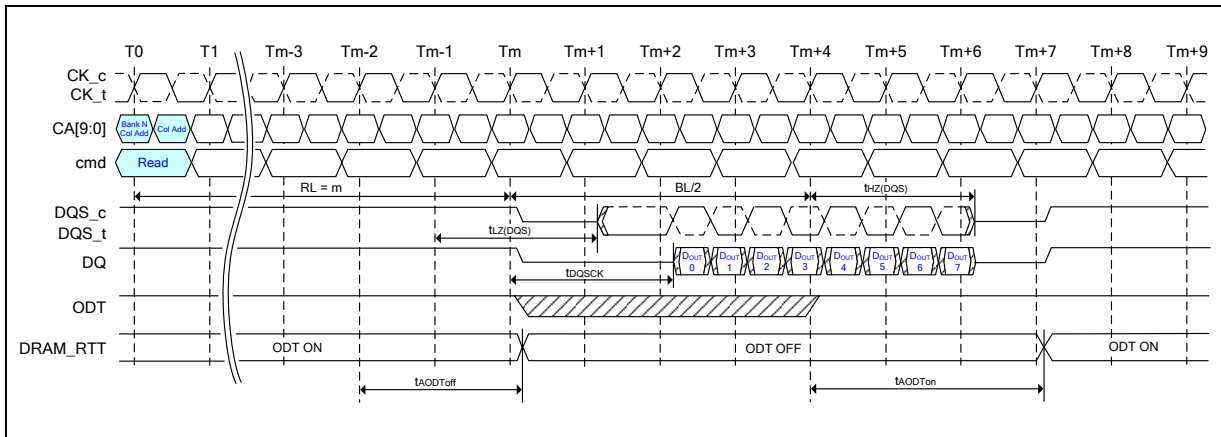 T0 T1 Tm-3 Tm-2 Tm-1 Tm Tm+1 Tm+2 Tm+3 Tm+4 Tm+5 Tm+6 Tm+7 Tm+8 Tm+9
CK_c
CK_t
CA[9:0]
Bank N
Col Add
Col Add
cmd
Read
RL = m
BL/2
tHZ(DQS)
DQS_c
DQS_t
tLZ(DQS)
DQ
DOUT
0
DOUT
1
DOUT
2
DOUT
3
DOUT
4
DOUT
5
DOUT
6
DOUT
7
tDQSCK
ODT
DRAM_RTT
ODT ON
ODT OFF
ODT ON
tAODToff
tAODTon